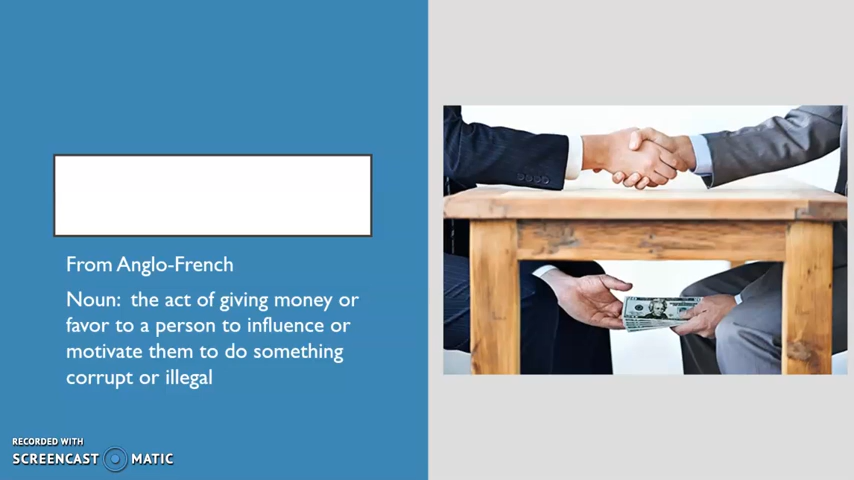 From Anglo-French
Noun:  the act of giving money or
favor to a person to influence or
motivate them to do something
corrupt or illegal
RECORDED WITH
SCREENCAST MATIC